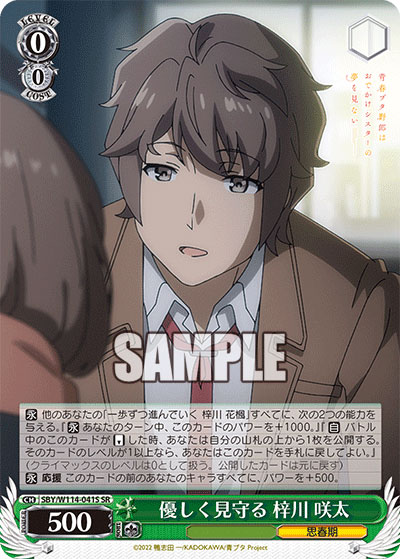 LEVEL
0
0
COST
青春ブタ野郎は
おでかけシスターの
夢を見ない
SAMPLE
永 他のあなたの「一歩ずつ進んでいく 梓川 花楓」すべてに、次の2つの能力を与える。『永 あなたのターン中、このカードのパワーを+1000。』『自 バトル
中のこのカードが した時、あなたは自分の山札の上から1枚を公開する。
そのカードのレベルが1以上なら、あなたはこのカードを手札に戻してよい。』
(クライマックスのレベルは0として扱う。公開したカードは元に戻す)
永 応援 このカードの前のあなたのキャラすべてに、パワーを+500。
CH SBY/W114-041S SR
優しく見守る 梓川 咲太
500
思春期
©2022 鴨志田 一/KADOKAWA/青ブタ Project